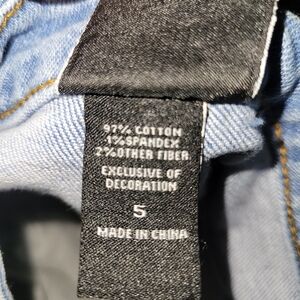 97% COTTON
1% SPANDEX
2% OTHER FIBER
EXCLUSIVE OF
DECORATION
5
MADE IN CHINA